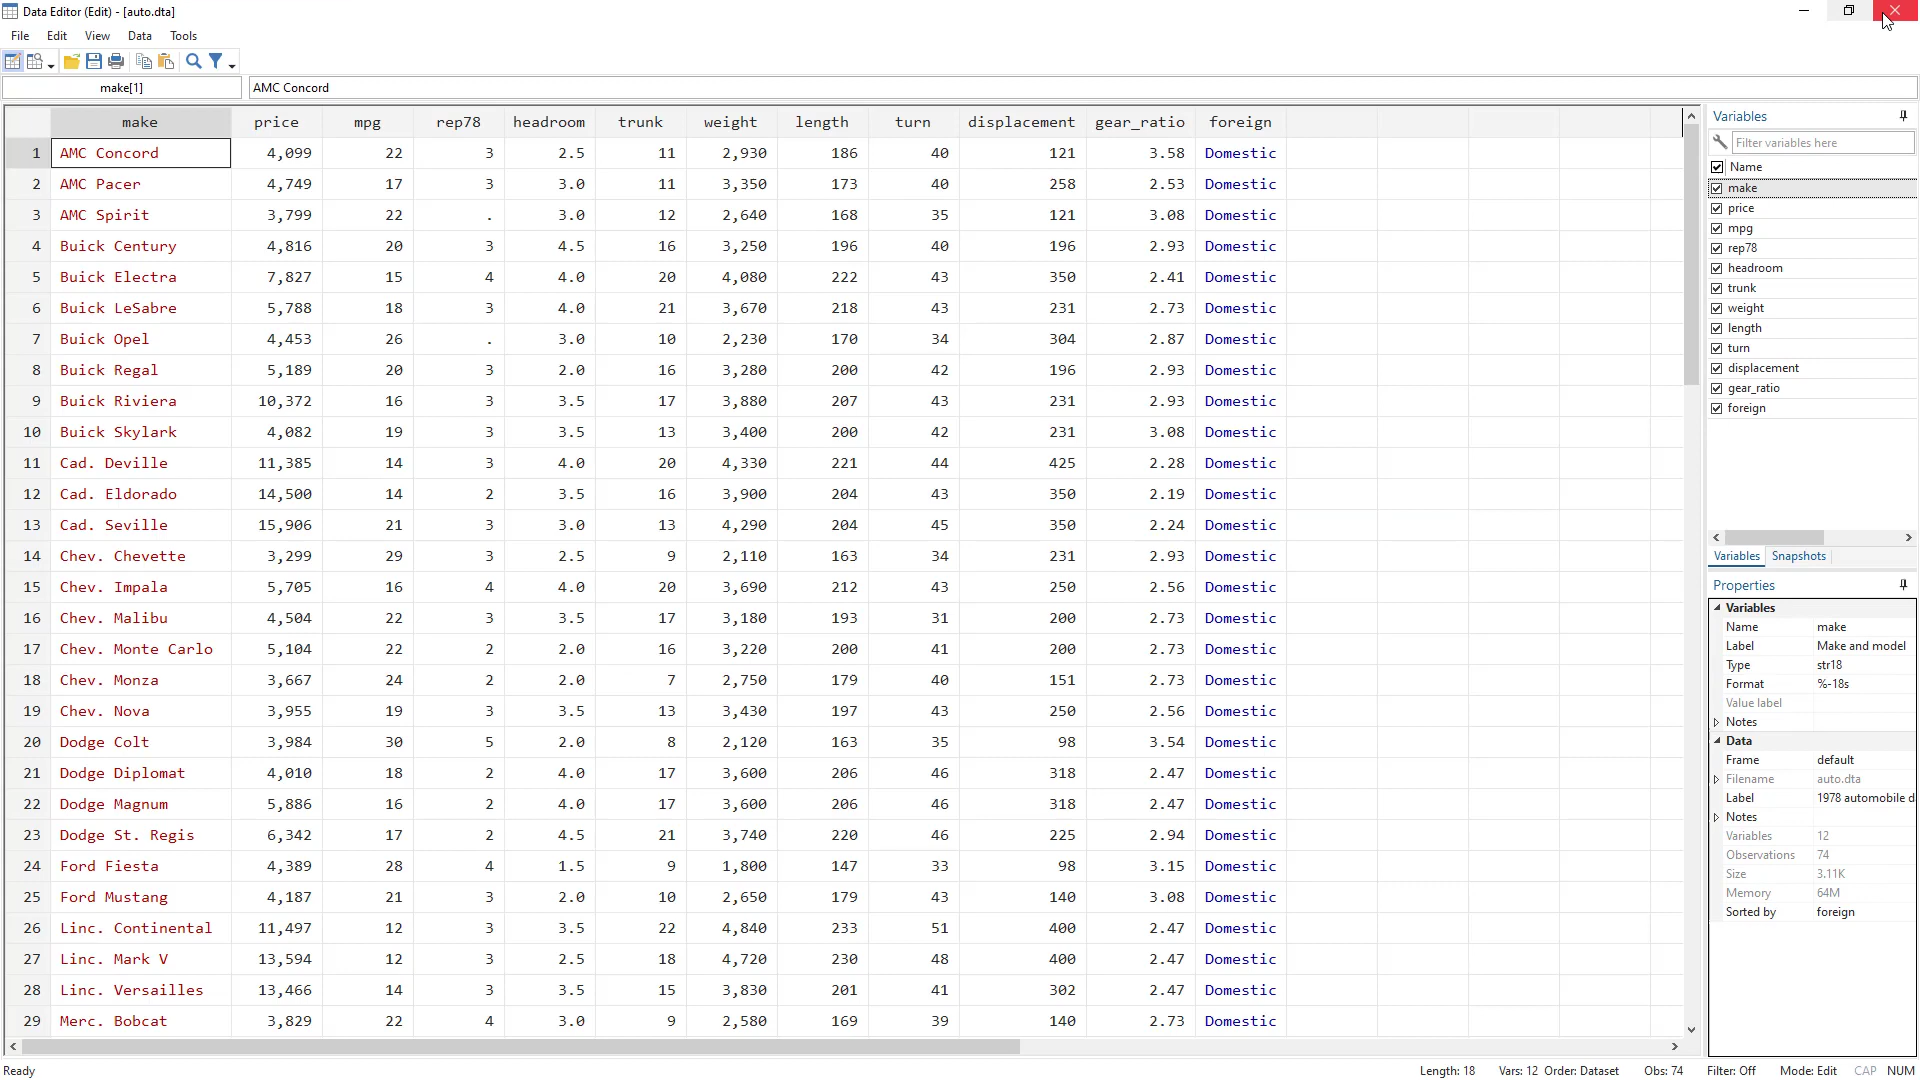 Data Editor (Edit) - [auto.dta]
File Edit View Data Tools
make[1] AMC Concord
make price mpg rep78 headroom trunk weight length turn displacement gear_ratio foreign
1 AMC Concord 4,099 22 3 2.5 11 2,930 186 40 121 3.58 Domestic
2 AMC Pacer 4,749 17 3 3.0 11 3,350 173 40 258 2.53 Domestic
3 AMC Spirit 3,799 22 . 3.0 12 2,640 168 35 121 3.08 Domestic
4 Buick Century 4,816 20 3 4.5 16 3,250 196 40 196 2.93 Domestic
5 Buick Electra 7,827 15 4 4.0 20 4,080 222 43 350 2.41 Domestic
6 Buick LeSabre 5,788 18 3 4.0 21 3,670 218 43 231 2.73 Domestic
7 Buick Opel 4,453 26 . 3.0 10 2,230 170 34 304 2.87 Domestic
8 Buick Regal 5,189 20 3 2.0 16 3,280 200 42 196 2.93 Domestic
9 Buick Riviera 10,372 16 3 3.5 17 3,880 207 43 231 2.93 Domestic
10 Buick Skylark 4,082 19 3 3.5 13 3,400 200 42 231 3.08 Domestic
11 Cad. Deville 11,385 14 3 4.0 20 4,330 221 44 425 2.28 Domestic
12 Cad. Eldorado 14,500 14 2 3.5 16 3,900 204 43 350 2.19 Domestic
13 Cad. Seville 15,906 21 3 3.0 13 4,290 204 45 350 2.24 Domestic
14 Chev. Chevette 3,299 29 3 2.5 9 2,110 163 34 231 2.93 Domestic
15 Chev. Impala 5,705 16 4 4.0 20 3,690 212 43 250 2.56 Domestic
16 Chev. Malibu 4,504 22 3 3.5 17 3,180 193 31 200 2.73 Domestic
17 Chev. Monte Carlo 5,104 22 2 2.0 16 3,220 200 41 200 2.73 Domestic
18 Chev. Monza 3,667 24 2 2.0 7 2,750 179 40 151 2.73 Domestic
19 Chev. Nova 3,955 19 3 3.5 13 3,430 197 43 250 2.56 Domestic
20 Dodge Colt 3,984 30 5 2.0 8 2,120 163 35 98 3.54 Domestic
21 Dodge Diplomat 4,010 18 2 4.0 17 3,600 206 46 318 2.47 Domestic
22 Dodge Magnum 5,886 16 2 4.0 17 3,600 206 46 318 2.47 Domestic
23 Dodge St. Regis 6,342 17 2 4.5 21 3,740 220 46 225 2.94 Domestic
24 Ford Fiesta 4,389 28 4 1.5 9 1,800 147 33 98 3.15 Domestic
25 Ford Mustang 4,187 21 3 2.0 10 2,650 179 43 140 3.08 Domestic
26 Linc. Continental 11,497 12 3 3.5 22 4,840 233 51 400 2.47 Domestic
27 Linc. Mark V 13,594 12 3 2.5 18 4,720 230 48 400 2.47 Domestic
28 Linc. Versailles 13,466 14 3 3.5 15 3,830 201 41 302 2.47 Domestic
29 Merc. Bobcat 3,829 22 4 3.0 9 2,580 169 39 140 2.73 Domestic
Variables
Filter variables here
Name
make
price
mpg
rep78
headroom
trunk
weight
length
turn
displacement
gear_ratio
foreign
Variables Snapshots
Properties
Variables
Name make
Label Make and model
Type str18
Format %-18s
Value label
Notes
Data
Frame default
Filename auto.dta
Label 1978 automobile d
Notes
Variables 12
Observations 74
Size 3.11K
Memory 64M
Sorted by foreign
Ready Length: 18 Vars: 12 Order: Dataset Obs: 74 Filter: Off Mode: Edit CAP NUM